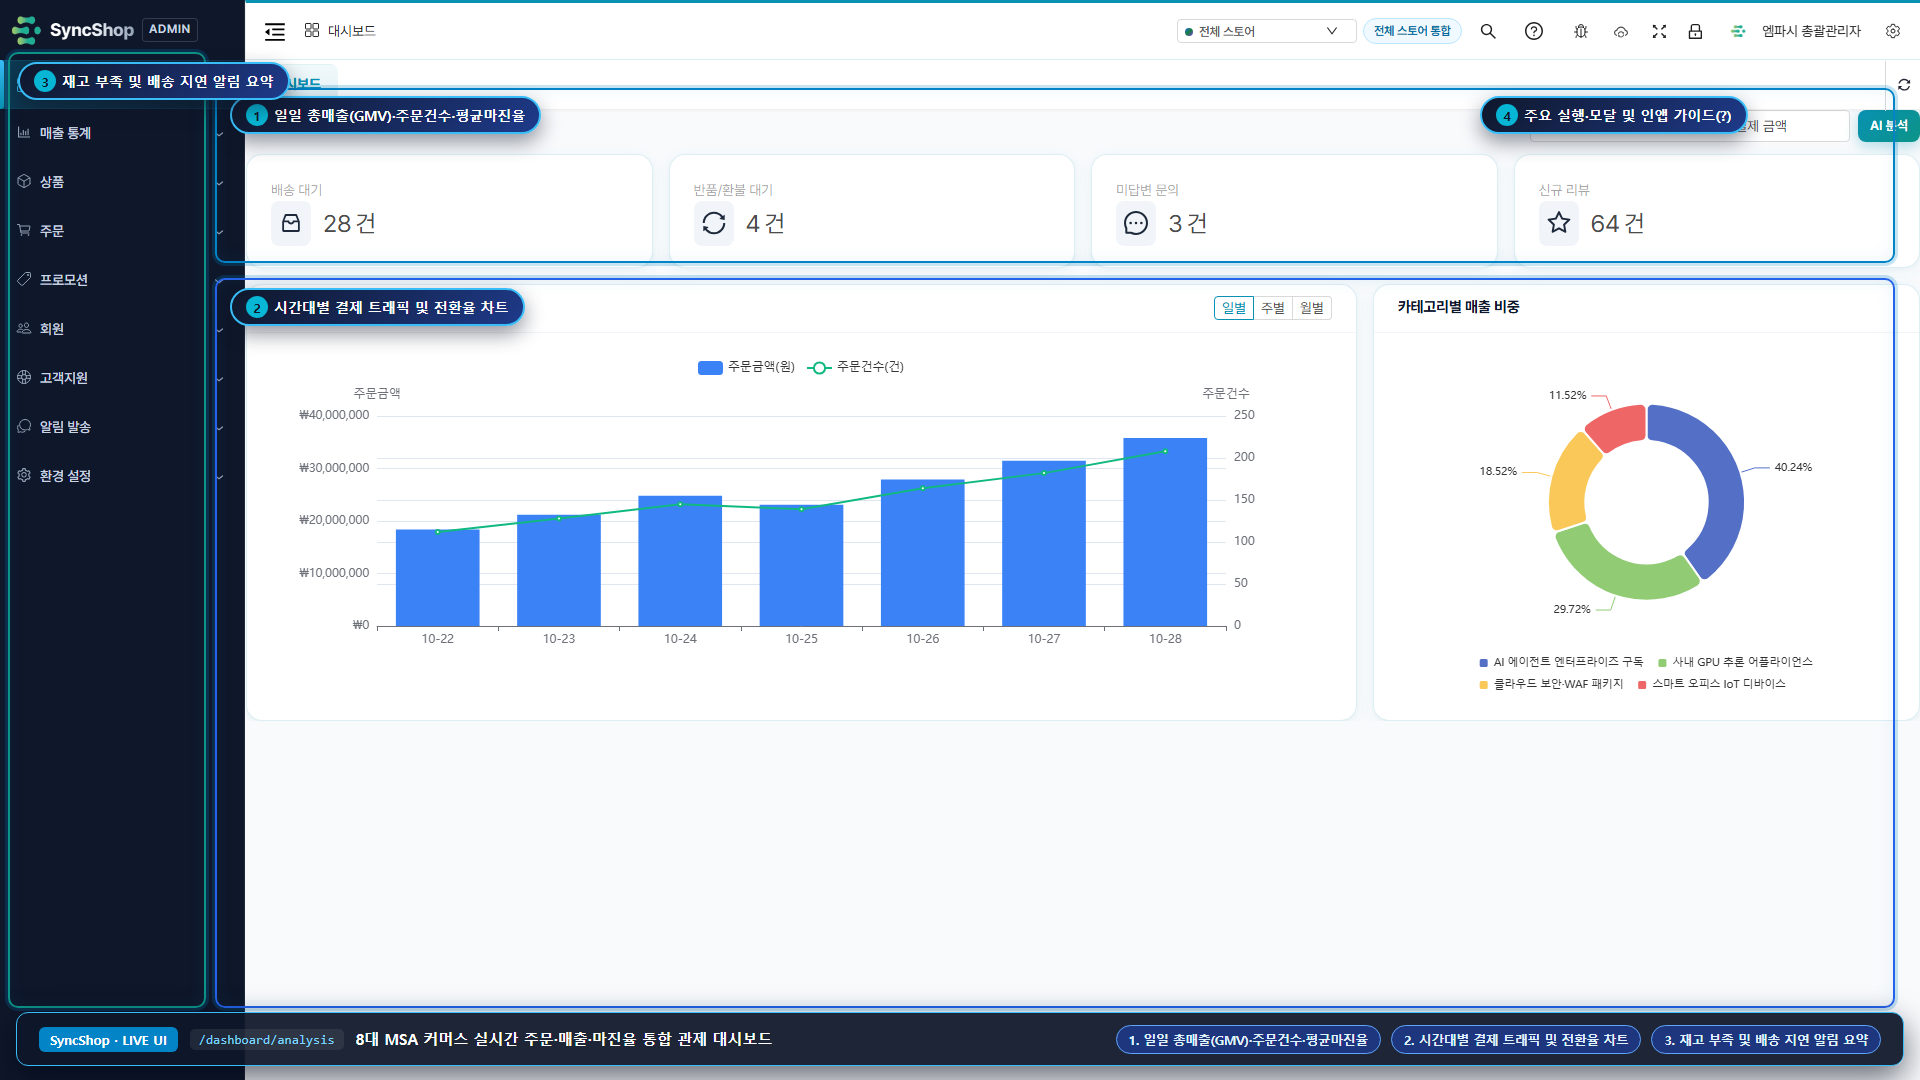 SyncShop ADMIN
대시보드
전체 스토어
전체 스토어 통합
엠파시 총괄관리자
3 재고 부족 및 배송 지연 알림 요약
시보드
1 일일 총매출(GMV)·주문건수·평균마진율
4 주요 실행·모달 및 인앱 가이드(?)
제 금액
AI 분석
매출 통계
상품
주문
프로모션
회원
고객지원
알림 발송
환경 설정
배송 대기
28 건
반품/환불 대기
4 건
미답변 문의
3 건
신규 리뷰
64 건
2 시간대별 결제 트래픽 및 전환율 차트
일별 주별 월별
주문금액(원) 주문건수(건)
주문금액 주문건수
₩40,000,000
₩30,000,000
₩20,000,000
₩10,000,000
₩0
250
200
150
100
50
0
10-22 10-23 10-24 10-25 10-26 10-27 10-28
카테고리별 매출 비중
11.52%
18.52%
40.24%
29.72%
AI 에이전트 엔터프라이즈 구독 사내 GPU 추론 어플라이언스
클라우드 보안·WAF 패키지 스마트 오피스 IoT 디바이스
SyncShop · LIVE UI /dashboard/analysis 8대 MSA 커머스 실시간 주문·매출·마진율 통합 관제 대시보드
1. 일일 총매출(GMV)·주문건수·평균마진율 2. 시간대별 결제 트래픽 및 전환율 차트 3. 재고 부족 및 배송 지연 알림 요약